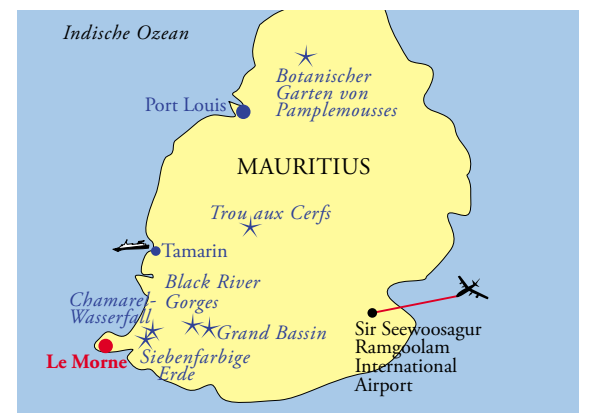 Indische Ozean
Botanischer
Garten von
Pamplemousses
Port Louis
MAURITIUS
Trou aux Cerfs
Tamarin
Black River
Gorges
Chamarel-
Wasserfall
Grand Bassin
Siebenfarbige
Erde
Le Morne
Sir Seewoosagur
Ramgoolam
International
Airport